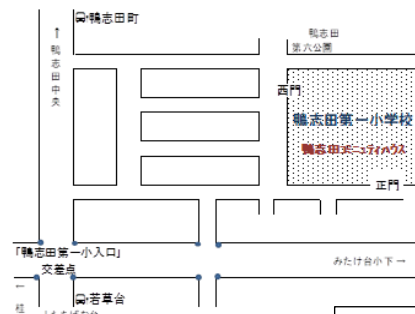 鴨志田町
↑
鴨志田中央
鴨志田
第六公園
西門
鴨志田第一小学校
鴨志田コミュニティハウス
正門
「鴨志田第一小入口」
交差点
みたけ台小下 →
←
若草台